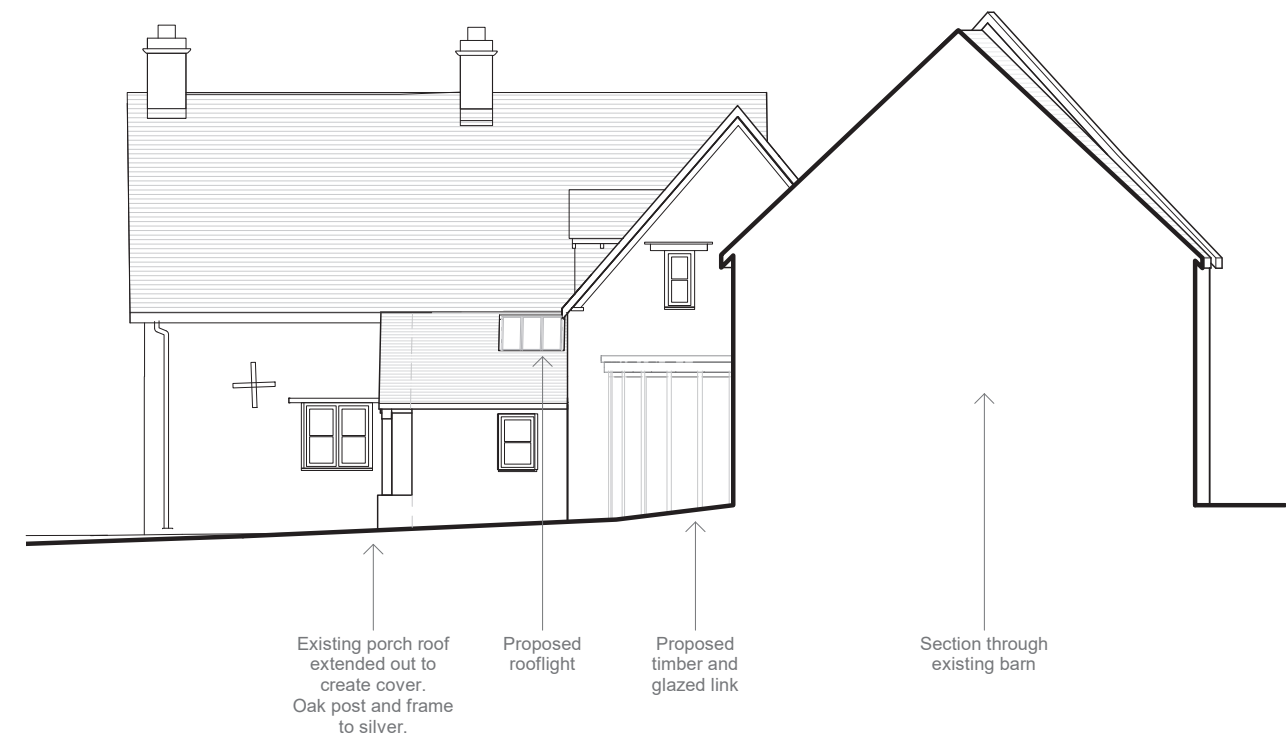 Existing porch roof
extended out to
create cover.
Oak post and frame
to silver.
Proposed
rooflight
Proposed
timber and
glazed link
Section through
existing barn